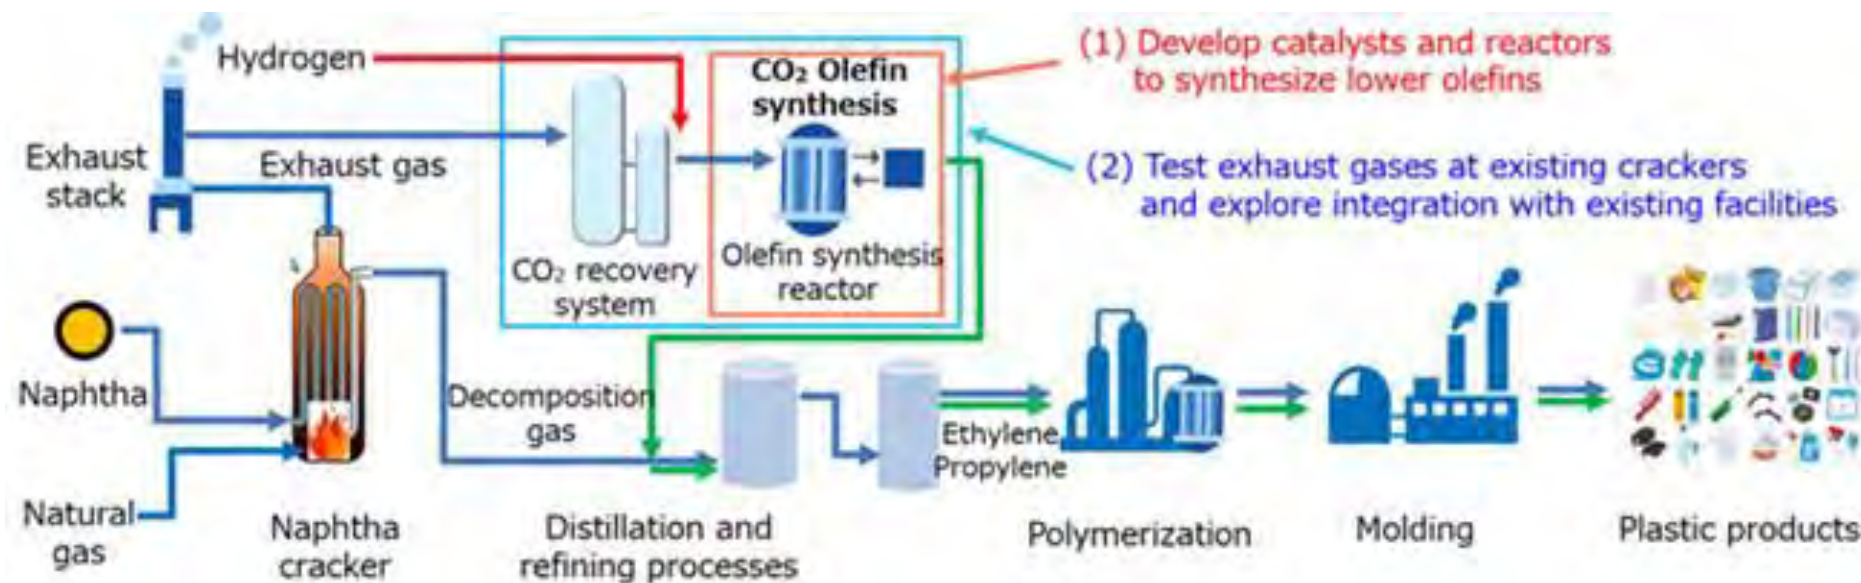 Hydrogen
CO₂ Olefin
synthesis
(1) Develop catalysts and reactors
to synthesize lower olefins
Exhaust
stack
Exhaust gas
(2) Test exhaust gases at existing crackers
and explore integration with existing facilities
CO₂ recovery
system
Olefin synthesis
reactor
Naphtha
Decomposition
gas
Ethylene
Propylene
Natural
gas
Naphtha
cracker
Distillation and
refining processes
Polymerization
Molding
Plastic products